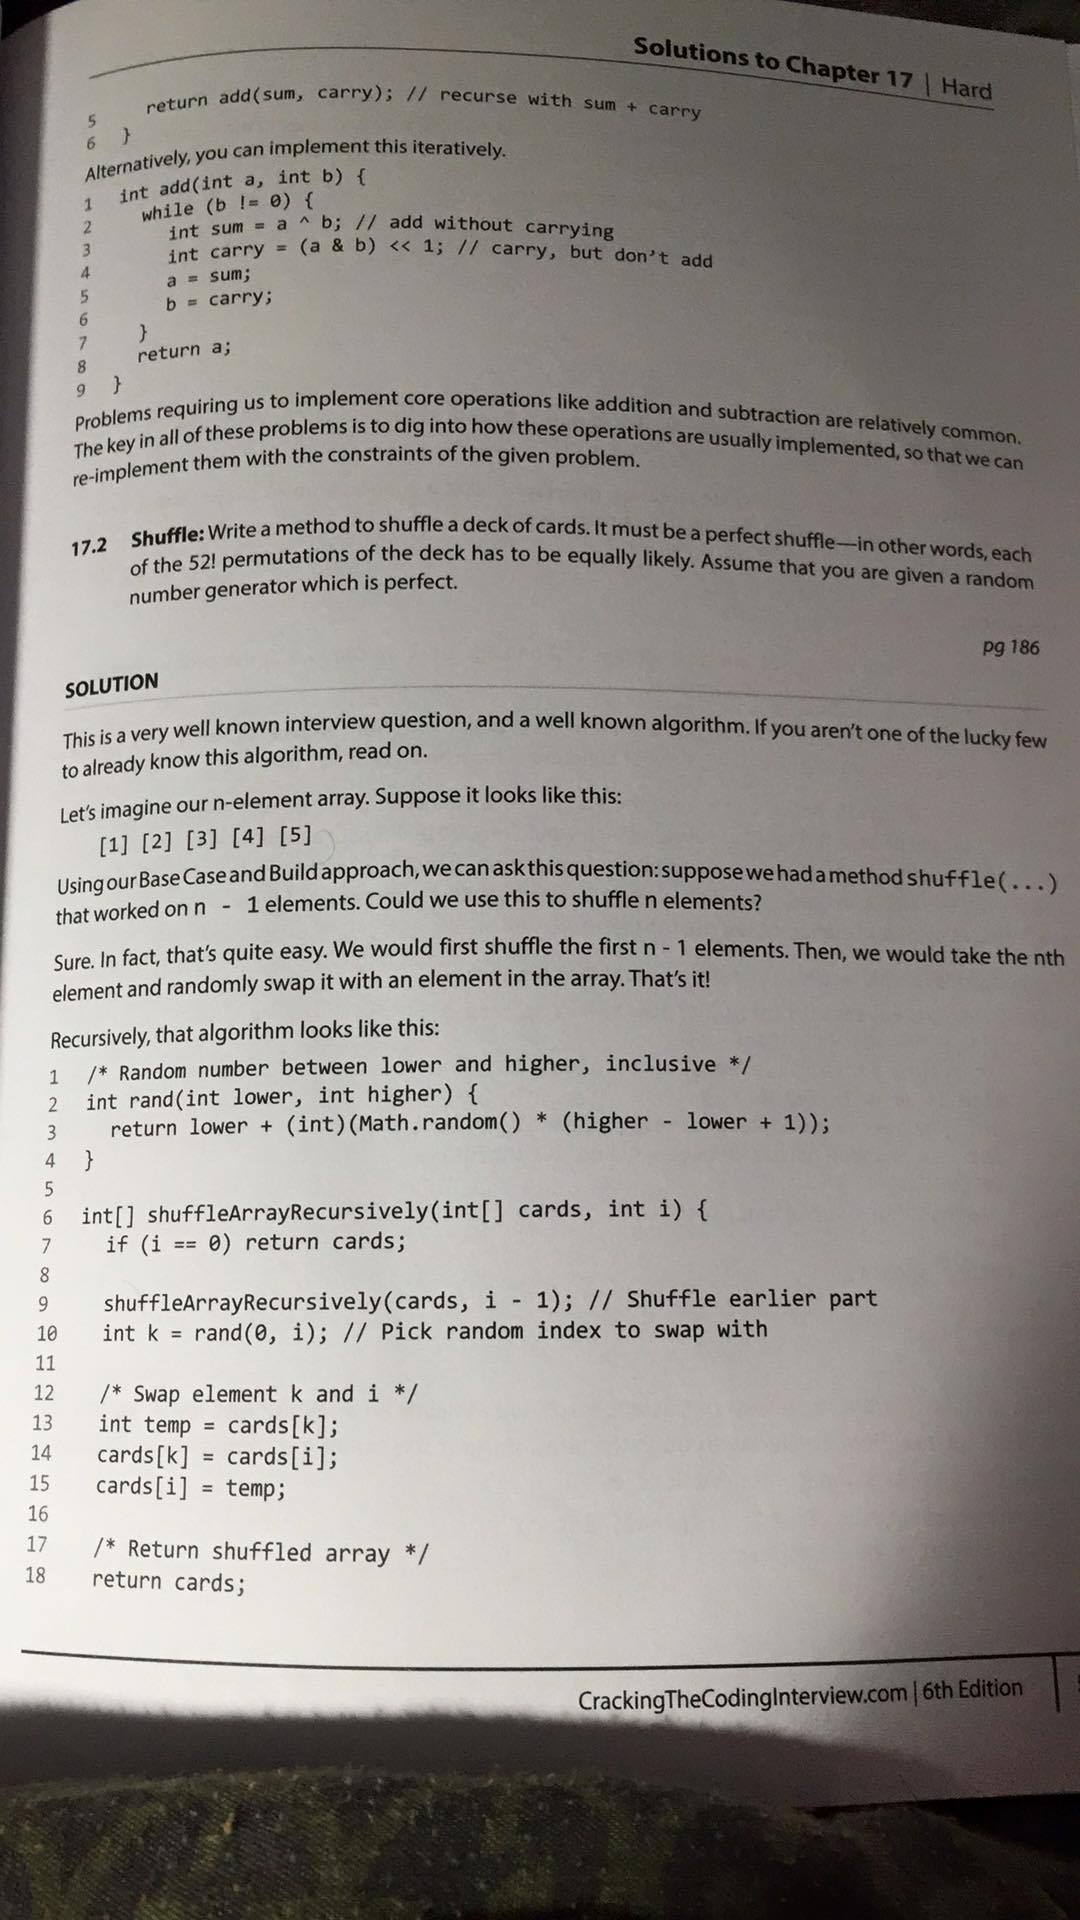 Solutions to Chapter 17 | Hard
5 return add(sum, carry); // recurse with sum + carry
6 }
Alternatively, you can implement this iteratively.
1 int add(int a, int b) {
2 while (b != 0) {
3 int sum = a ^ b; // add without carrying
4 int carry = (a & b) << 1; // carry, but don't add
5 a = sum;
6 b = carry;
7 }
8 return a;
9 }
Problems requiring us to implement core operations like addition and subtraction are relatively common.
The key in all of these problems is to dig into how these operations are usually implemented, so that we can
re-implement them with the constraints of the given problem.
17.2 Shuffle: Write a method to shuffle a deck of cards. It must be a perfect shuffle—in other words, each
of the 52! permutations of the deck has to be equally likely. Assume that you are given a random
number generator which is perfect.
pg 186
SOLUTION
This is a very well known interview question, and a well known algorithm. If you aren't one of the lucky few
to already know this algorithm, read on.
Let's imagine our n-element array. Suppose it looks like this:
[1] [2] [3] [4] [5]
Using our Base Case and Build approach, we can ask this question: suppose we had a method shuffle(...)
that worked on n - 1 elements. Could we use this to shuffle n elements?
Sure. In fact, that's quite easy. We would first shuffle the first n - 1 elements. Then, we would take the nth
element and randomly swap it with an element in the array. That's it!
Recursively, that algorithm looks like this:
1 /* Random number between lower and higher, inclusive */
2 int rand(int lower, int higher) {
3 return lower + (int)(Math.random() * (higher - lower + 1));
4 }
5
6 int[] shuffleArrayRecursively(int[] cards, int i) {
7 if (i == 0) return cards;
8
9 shuffleArrayRecursively(cards, i - 1); // Shuffle earlier part
10 int k = rand(0, i); // Pick random index to swap with
11
12 /* Swap element k and i */
13 int temp = cards[k];
14 cards[k] = cards[i];
15 cards[i] = temp;
16
17 /* Return shuffled array */
18 return cards;
CrackingTheCodingInterview.com | 6th Edition